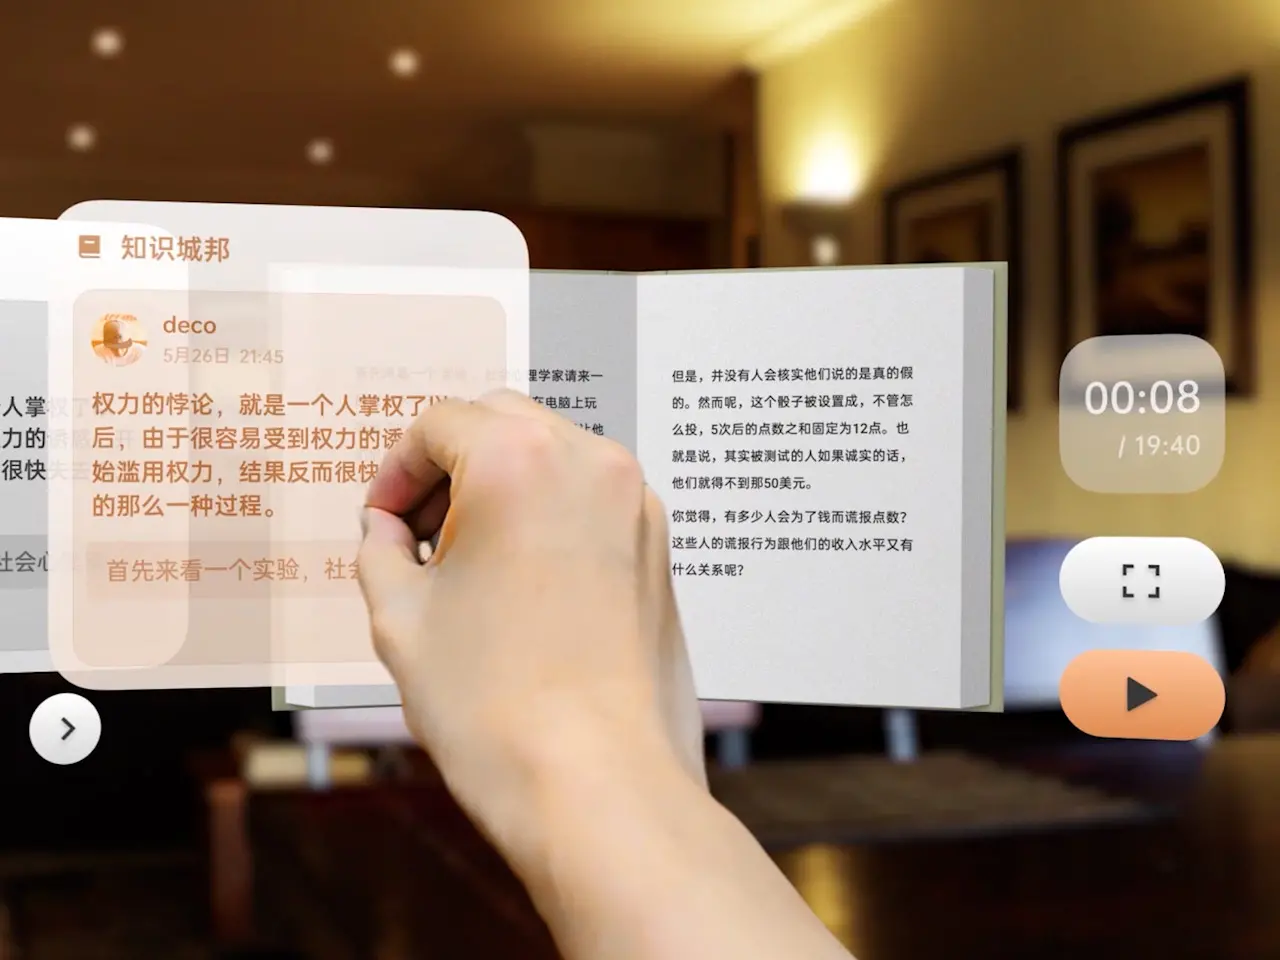 知识城邦
deco
5月26日 21:45
权力的悖论，就是一个人掌权了以
后，由于很容易受到权力的诱
始滥用权力，结果反而很快
的那么一种过程。
首先来看一个实验，社会
人掌权了
力的诱惑开
很快失去
社会心
理学家请来一
在电脑上玩
让他
但是，并没有人会核实他们说的是真的假
的。然而呢，这个骰子被设置成，不管怎
么投，5次后的点数之和固定为12点。也
就是说，其实被测试的人如果诚实的话，
他们就得不到那50美元。
你觉得，有多少人会为了钱而谎报点数？
这些人的谎报行为跟他们的收入水平又有
什么关系呢？
00:08
/ 19:40